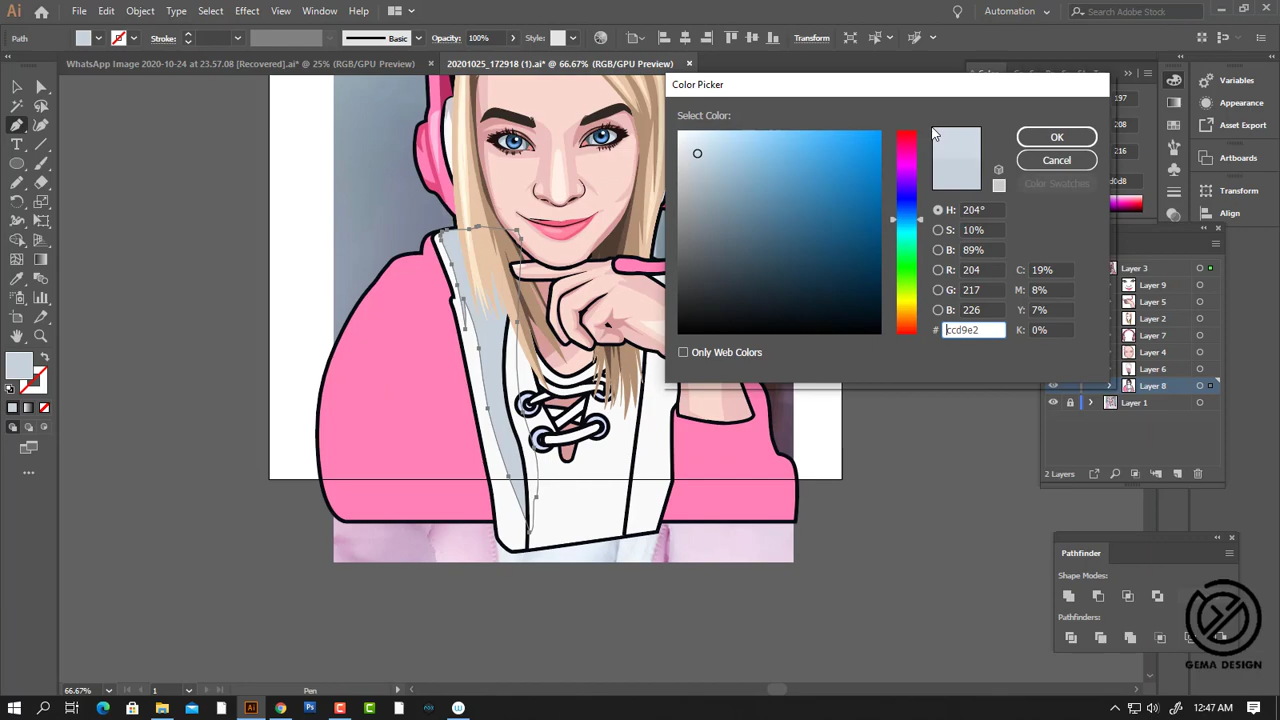 Ai
File
Edit
Object
Type
Select
Effect
View
Window
Help
Automation
Search Adobe Stock
Path
Stroke:
Basic
Opacity:
100%
Style:
Transform
WhatsApp Image 2020-10-24 at 23.57.08 [Recovered].ai* @ 25% (RGB/GPU Preview)
20201025_172918 (1).ai* @ 66.67% (RGB/GPU Preview)
Color Picker
Select Color:
OK
Cancel
Color Swatches
H: 204°
S: 10%
B: 89%
R: 204
G: 217
B: 226
# ccd9e2
C: 19%
M: 8%
Y: 7%
K: 0%
Only Web Colors
197
208
216
Variables
Appearance
Asset Export
Artboards
Transform
Align
Layer 3
Layer 9
Layer 5
Layer 2
Layer 7
Layer 4
Layer 6
Layer 8
Layer 1
2 Layers
Pathfinder
Shape Modes:
Pathfinders:
GEMA DESIGN
66.67%
1
Pen
12:47 AM